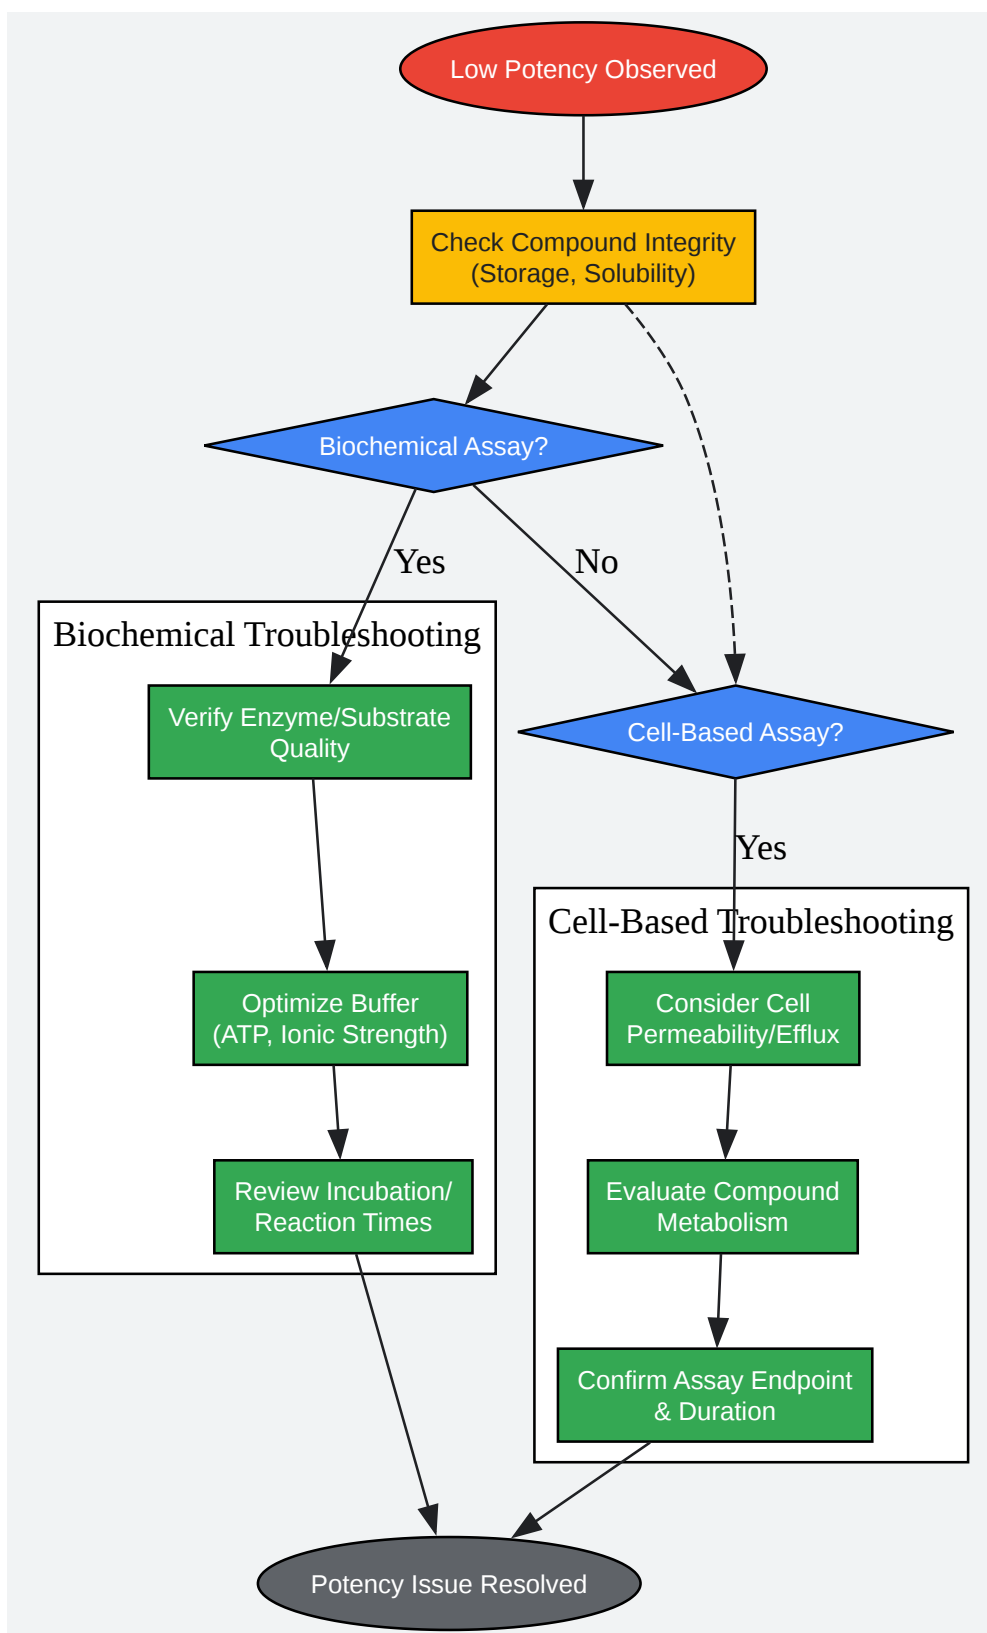 Low Potency Observed
Check Compound Integrity
(Storage, Solubility)
Biochemical Assay?
Yes
No
Biochemical Troubleshooting
Verify Enzyme/Substrate
Quality
Cell-Based Assay?
Yes
Cell-Based Troubleshooting
Optimize Buffer
(ATP, Ionic Strength)
Consider Cell
Permeability/Efflux
Review Incubation/
Reaction Times
Evaluate Compound
Metabolism
Confirm Assay Endpoint
& Duration
Potency Issue Resolved